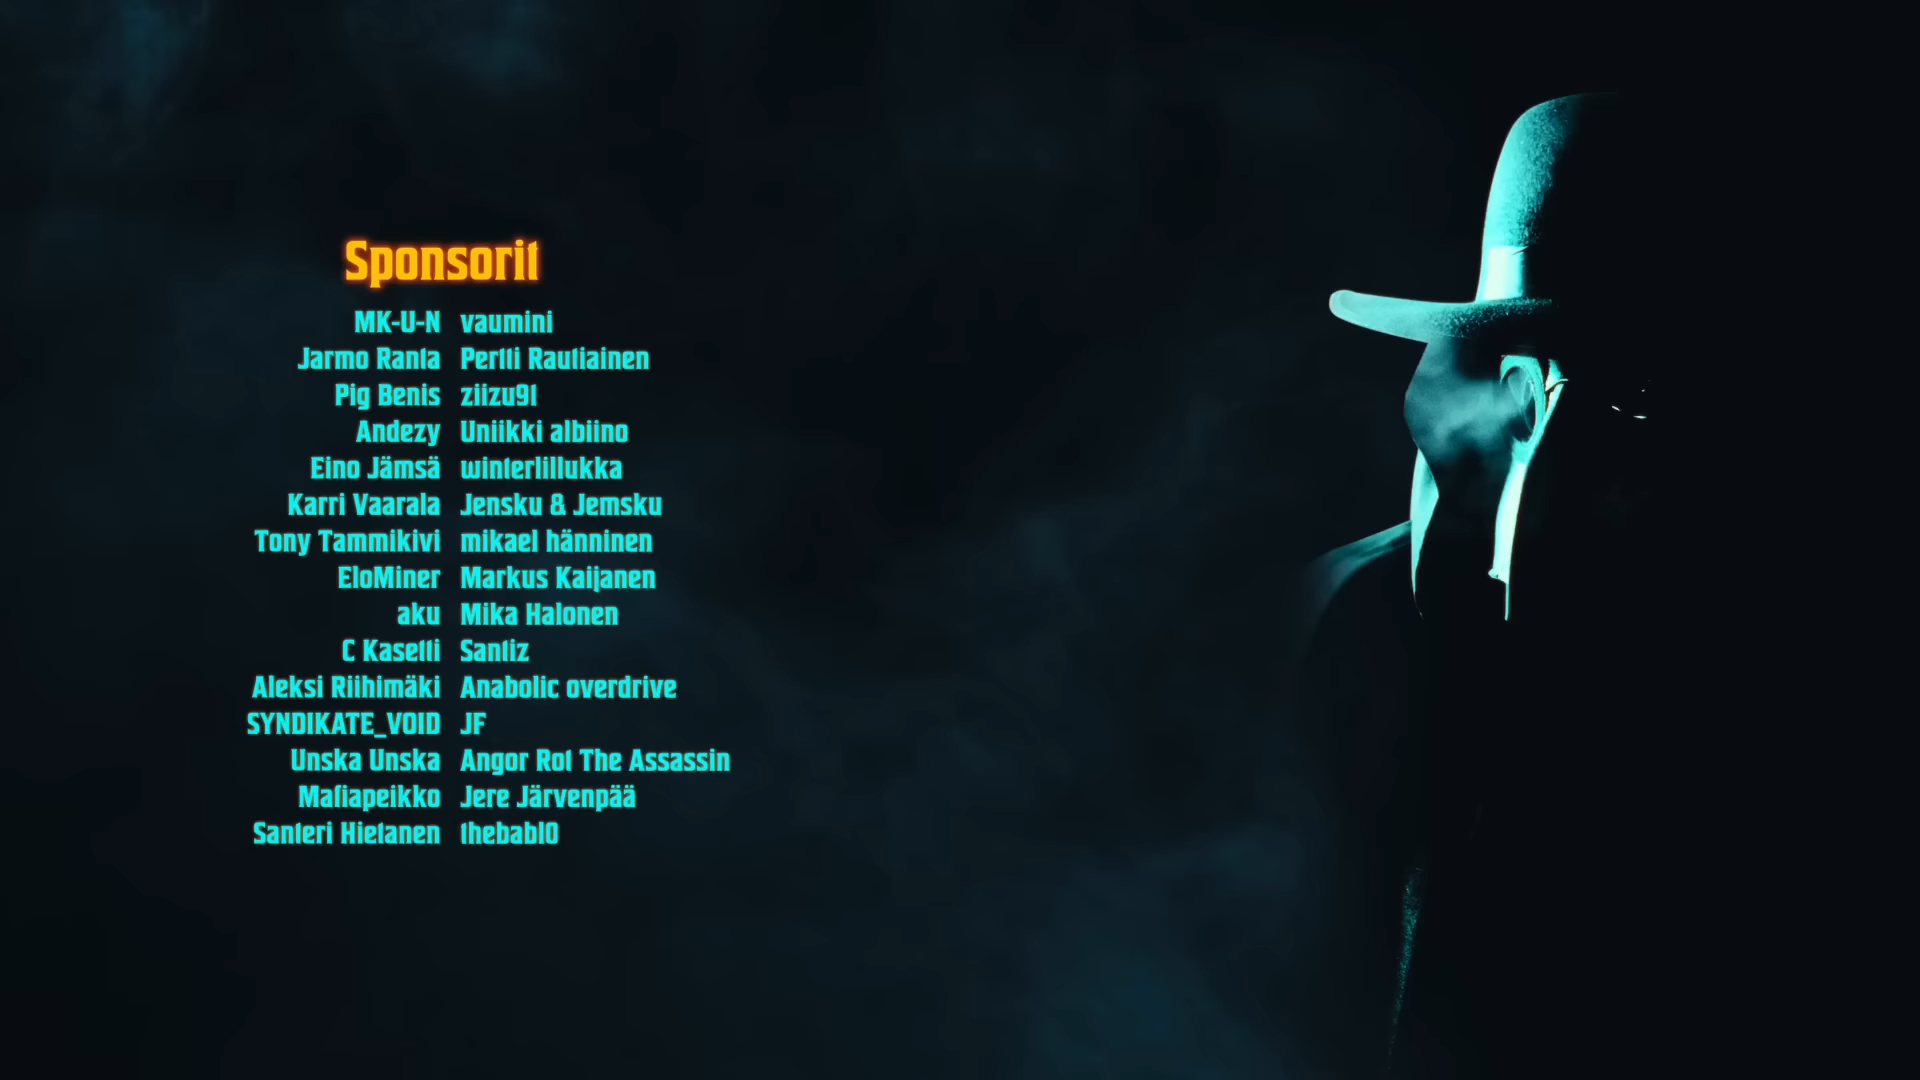 Sponsorit
MK-U-N vaumini
Jarmo Ranta Pertti Rautiainen
Pig Benis ziizu91
Andezy Uniikki albiino
Eino Jämsä winterlillukka
Karri Vaarala Jensku & Jemsku
Tony Tammikivi mikael hänninen
EloMiner Markus Kaijanen
aku Mika Halonen
C Kasetti Santiz
Aleksi Riihimäki Anabolic overdrive
SYNDIKATE_VOID JF
Unska Unska Angor Rot The Assassin
Mafiapeikko Jere Järvenpää
Santeri Hietanen thebabl0